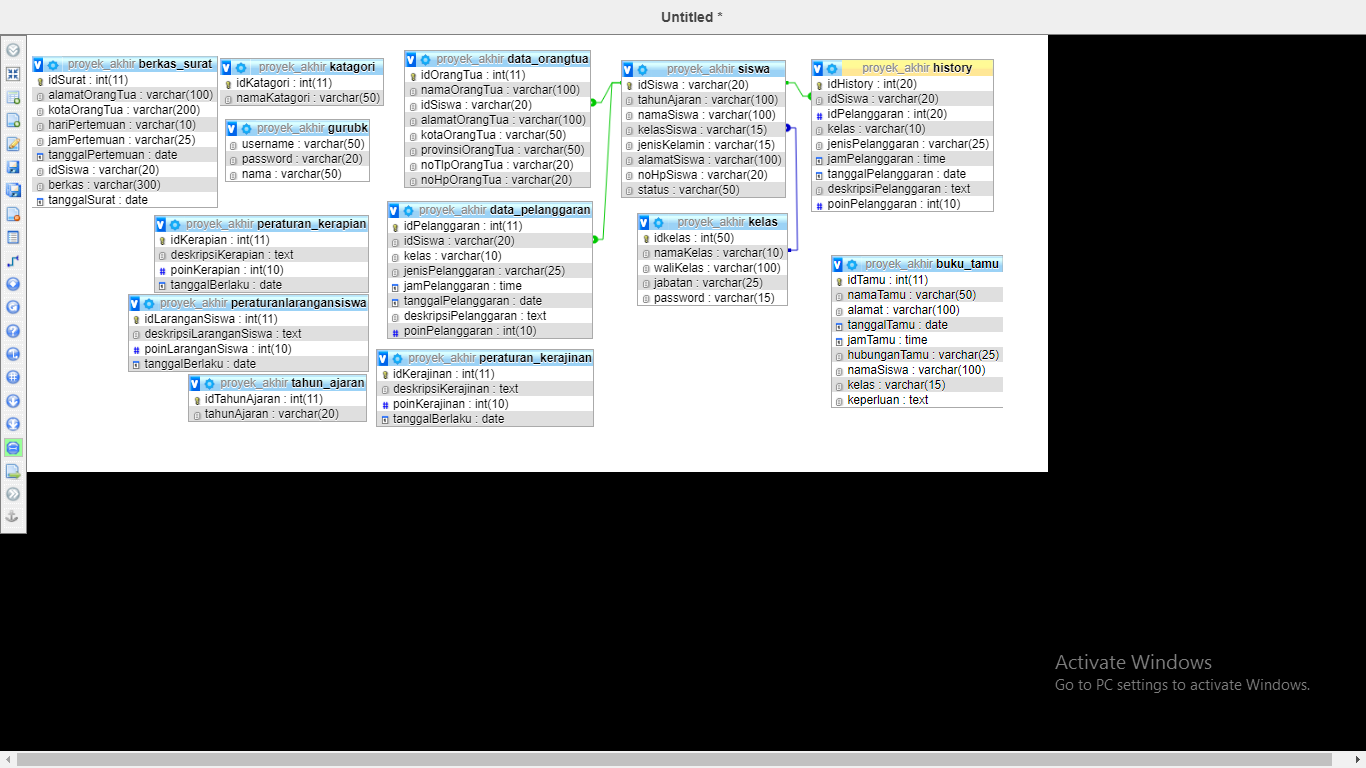 Untitled *
proyek_akhir berkas_surat
idSurat : int(11)
alamatOrangTua : varchar(100)
kotaOrangTua : varchar(200)
hariPertemuan : varchar(10)
jamPertemuan : varchar(25)
tanggalPertemuan : date
idSiswa : varchar(20)
berkas : varchar(300)
tanggalSurat : date
proyek_akhir katagori
idKatagori : int(11)
namaKatagori : varchar(50)
proyek_akhir gurubk
username : varchar(50)
password : varchar(20)
nama : varchar(50)
proyek_akhir data_orangtua
idOrangTua : int(11)
namaOrangTua : varchar(100)
idSiswa : varchar(20)
alamatOrangTua : varchar(100)
kotaOrangTua : varchar(50)
provinsiOrangTua : varchar(50)
noTlpOrangTua : varchar(20)
noHpOrangTua : varchar(20)
proyek_akhir siswa
idSiswa : varchar(20)
tahunAjaran : varchar(100)
namaSiswa : varchar(100)
kelasSiswa : varchar(15)
jenisKelamin : varchar(15)
alamatSiswa : varchar(100)
noHpSiswa : varchar(20)
status : varchar(50)
proyek_akhir history
idHistory : int(20)
idSiswa : varchar(20)
idPelanggaran : int(20)
kelas : varchar(10)
jenisPelanggaran : varchar(25)
jamPelanggaran : time
tanggalPelanggaran : date
deskripsiPelanggaran : text
poinPelanggaran : int(10)
proyek_akhir peraturan_kerapian
idKerapian : int(11)
deskripsiKerapian : text
poinKerapian : int(10)
tanggalBerlaku : date
proyek_akhir data_pelanggaran
idPelanggaran : int(11)
idSiswa : varchar(20)
kelas : varchar(10)
jenisPelanggaran : varchar(25)
jamPelanggaran : time
tanggalPelanggaran : date
deskripsiPelanggaran : text
poinPelanggaran : int(10)
proyek_akhir kelas
idkelas : int(50)
namaKelas : varchar(10)
waliKelas : varchar(100)
jabatan : varchar(25)
password : varchar(15)
proyek_akhir buku_tamu
idTamu : int(11)
namaTamu : varchar(50)
alamat : varchar(100)
tanggalTamu : date
jamTamu : time
hubunganTamu : varchar(25)
namaSiswa : varchar(100)
kelas : varchar(15)
keperluan : text
proyek_akhir peraturanlarangansiswa
idLaranganSiswa : int(11)
deskripsiLaranganSiswa : text
poinLaranganSiswa : int(10)
tanggalBerlaku : date
proyek_akhir peraturan_kerajinan
idKerajinan : int(11)
deskripsiKerajinan : text
poinKerajinan : int(10)
tanggalBerlaku : date
proyek_akhir tahun_ajaran
idTahunAjaran : int(11)
tahunAjaran : varchar(20)
Activate Windows
Go to PC settings to activate Windows.